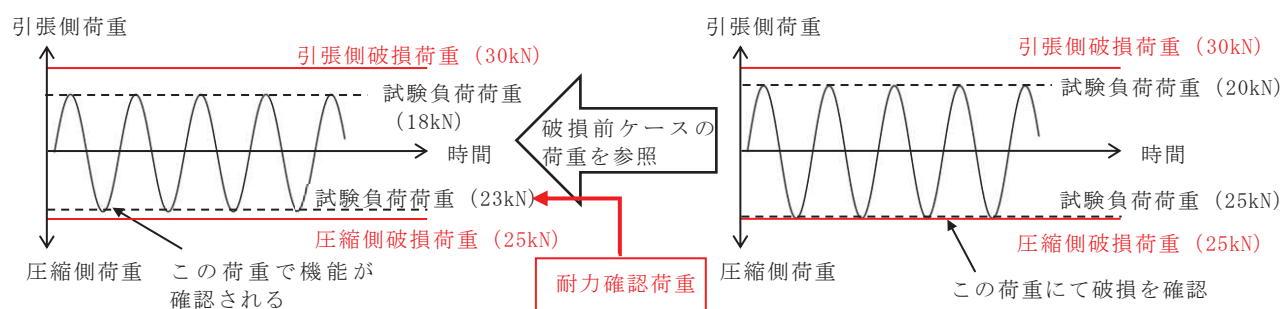 引張側荷重
引張側破損荷重 (30kN)
試験負荷荷重
(18kN)
時間
試験負荷荷重 (23kN)
圧縮側破損荷重 (25kN)
圧縮側荷重
この荷重で機能が
確認される
破損前ケースの
荷重を参照
耐力確認荷重
引張側荷重
引張側破損荷重 (30kN)
試験負荷荷重 (20kN)
時間
試験負荷荷重 (25kN)
圧縮側破損荷重 (25kN)
圧縮側荷重
この荷重にて破損を確認